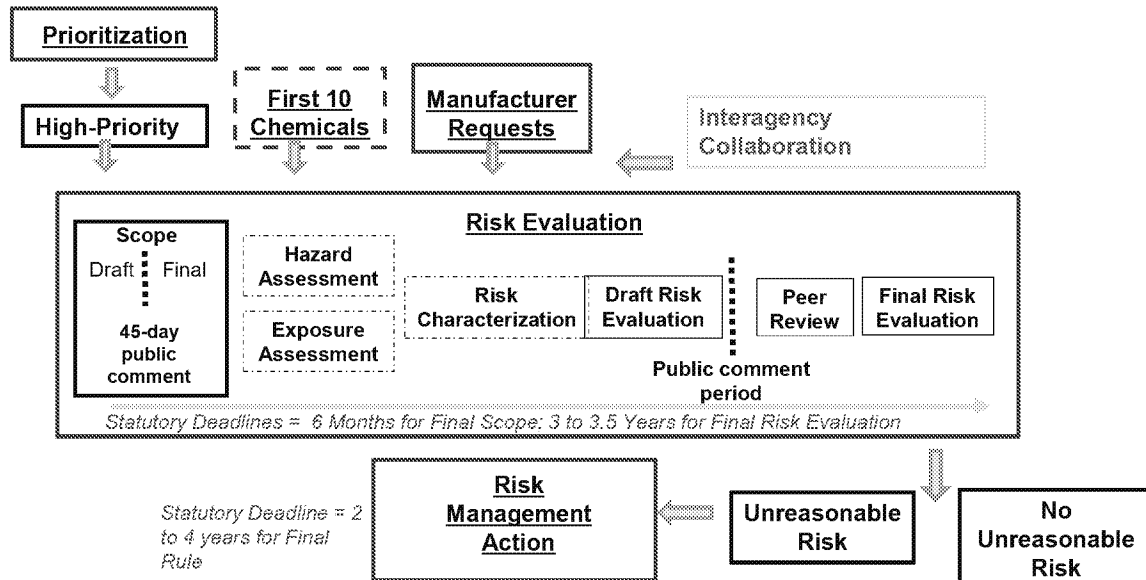 Prioritization
High-Priority
First 10
Chemicals
Manufacturer
Requests
Interagency
Collaboration
Risk Evaluation
Scope
Draft
Final
45-day
public
comment
Hazard
Assessment
Exposure
Assessment
Risk
Characterization
Draft Risk
Evaluation
Public comment
period
Peer
Review
Final Risk
Evaluation
Statutory Deadlines = 6 Months for Final Scope; 3 to 3.5 Years for Final Risk Evaluation
Statutory Deadline = 2
to 4 years for Final
Rule
Risk
Management
Action
Unreasonable
Risk
No
Unreasonable
Risk